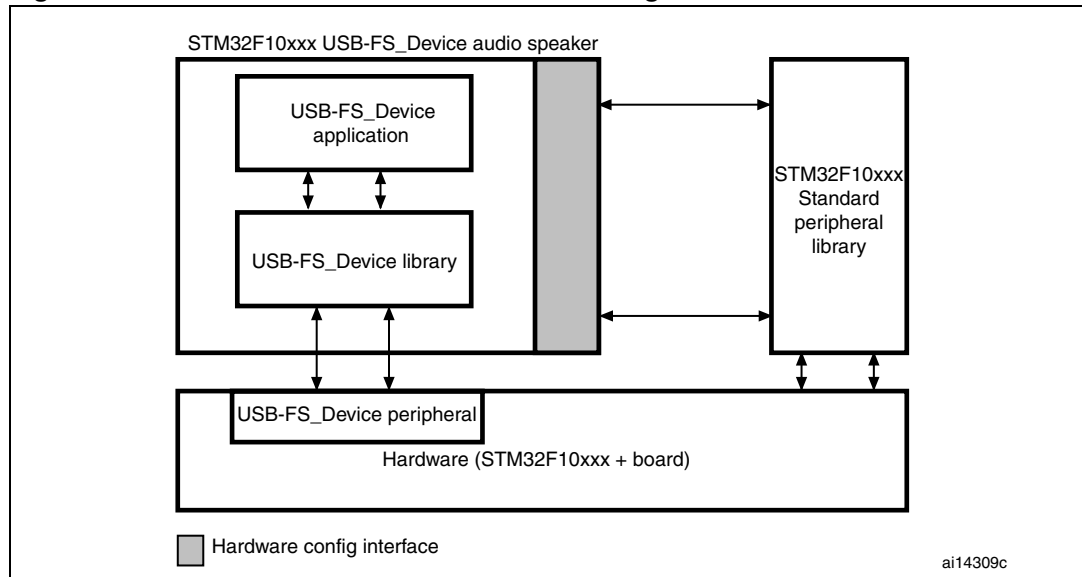 STM32F10xxx USB-FS_Device audio speaker
USB-FS_Device
application
USB-FS_Device library
STM32F10xxx
Standard
peripheral
library
USB-FS_Device peripheral
Hardware (STM32F10xxx + board)
Hardware config interface
ai14309c